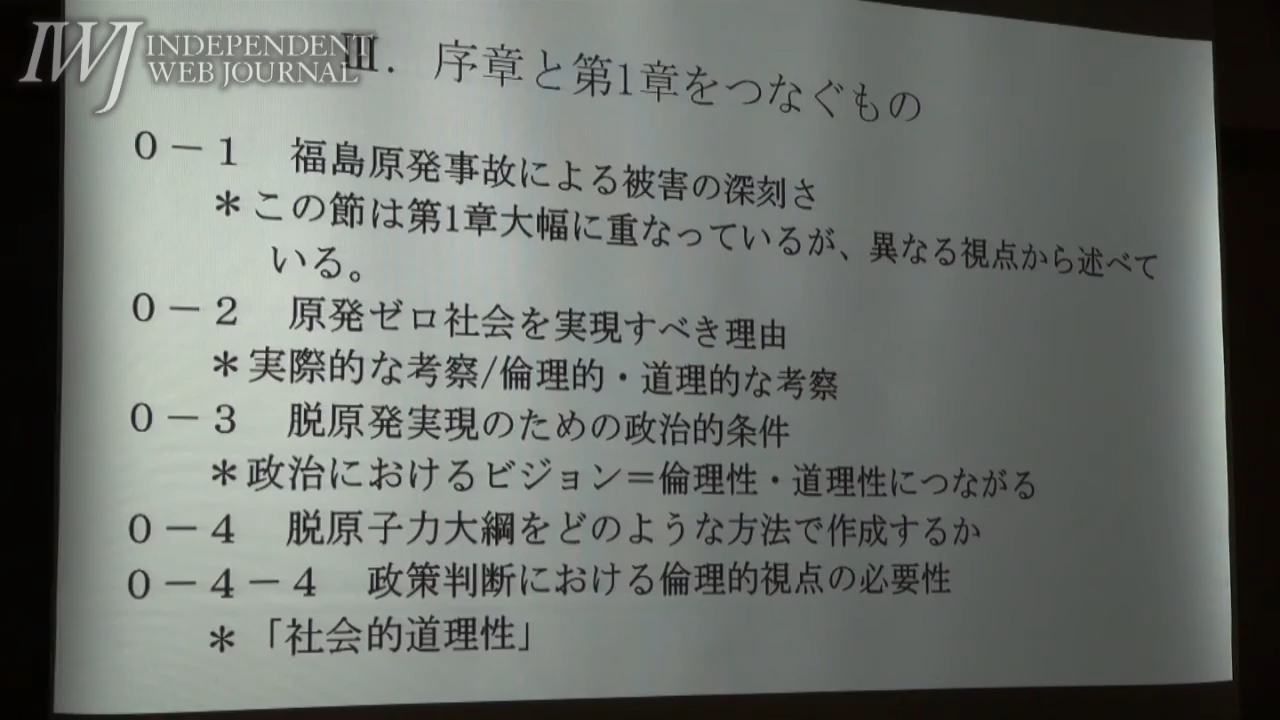 IWJ INDEPENDENT
WEB JOURNAL
Ⅲ. 序章と第1章をつなぐもの
０－１ 福島原発事故による被害の深刻さ
＊この節は第1章大幅に重なっているが、異なる視点から述べて
いる。
０－２ 原発ゼロ社会を実現すべき理由
＊実際的な考察/倫理的・道理的な考察
０－３ 脱原発実現のための政治的条件
＊政治におけるビジョン＝倫理性・道理性につながる
０－４ 脱原子力大綱をどのような方法で作成するか
０－４－４ 政策判断における倫理的視点の必要性
＊「社会的道理性」